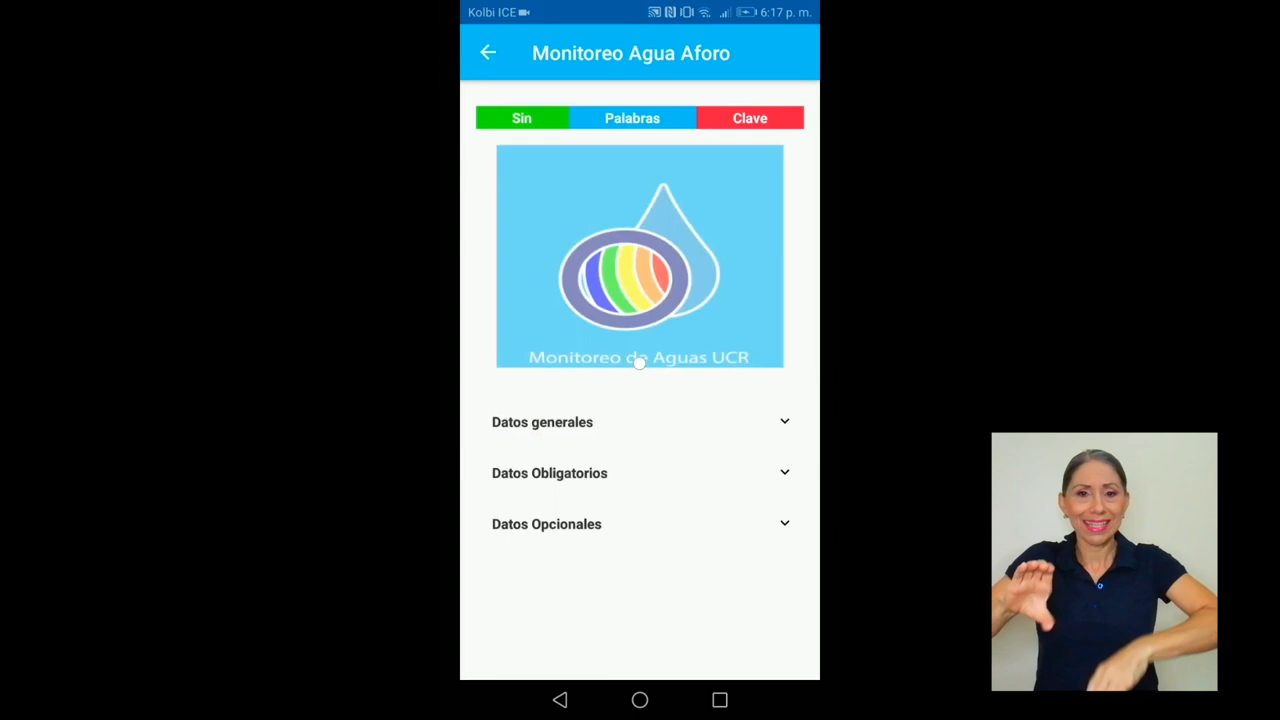 Kolbi ICE 6:17 p. m.
Monitoreo Agua Aforo
Sin Palabras Clave
Monitoreo de Aguas UCR
Datos generales
Datos Obligatorios
Datos Opcionales